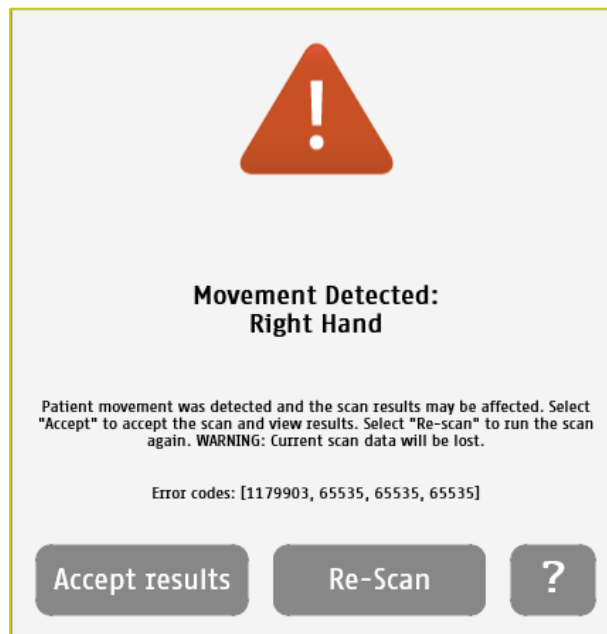 !
Movement Detected:
Right Hand
Patient movement was detected and the scan results may be affected. Select
"Accept" to accept the scan and view results. Select "Re-scan" to run the scan
again. WARNING: Current scan data will be lost.
Error codes: [1179903, 65535, 65535, 65535]
Accept results
Re-Scan
?